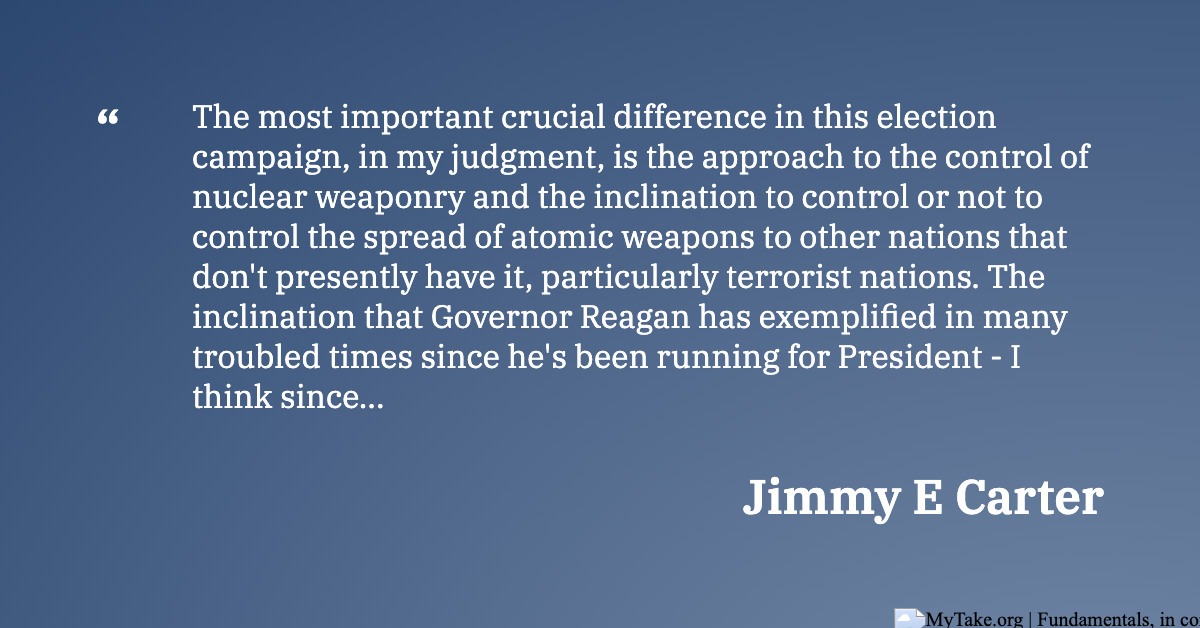 “
The most important crucial difference in this election
campaign, in my judgment, is the approach to the control of
nuclear weaponry and the inclination to control or not to
control the spread of atomic weapons to other nations that
don't presently have it, particularly terrorist nations. The
inclination that Governor Reagan has exemplified in many
troubled times since he's been running for President - I
think since...
Jimmy E Carter
MyTake.org | Fundamentals, in co